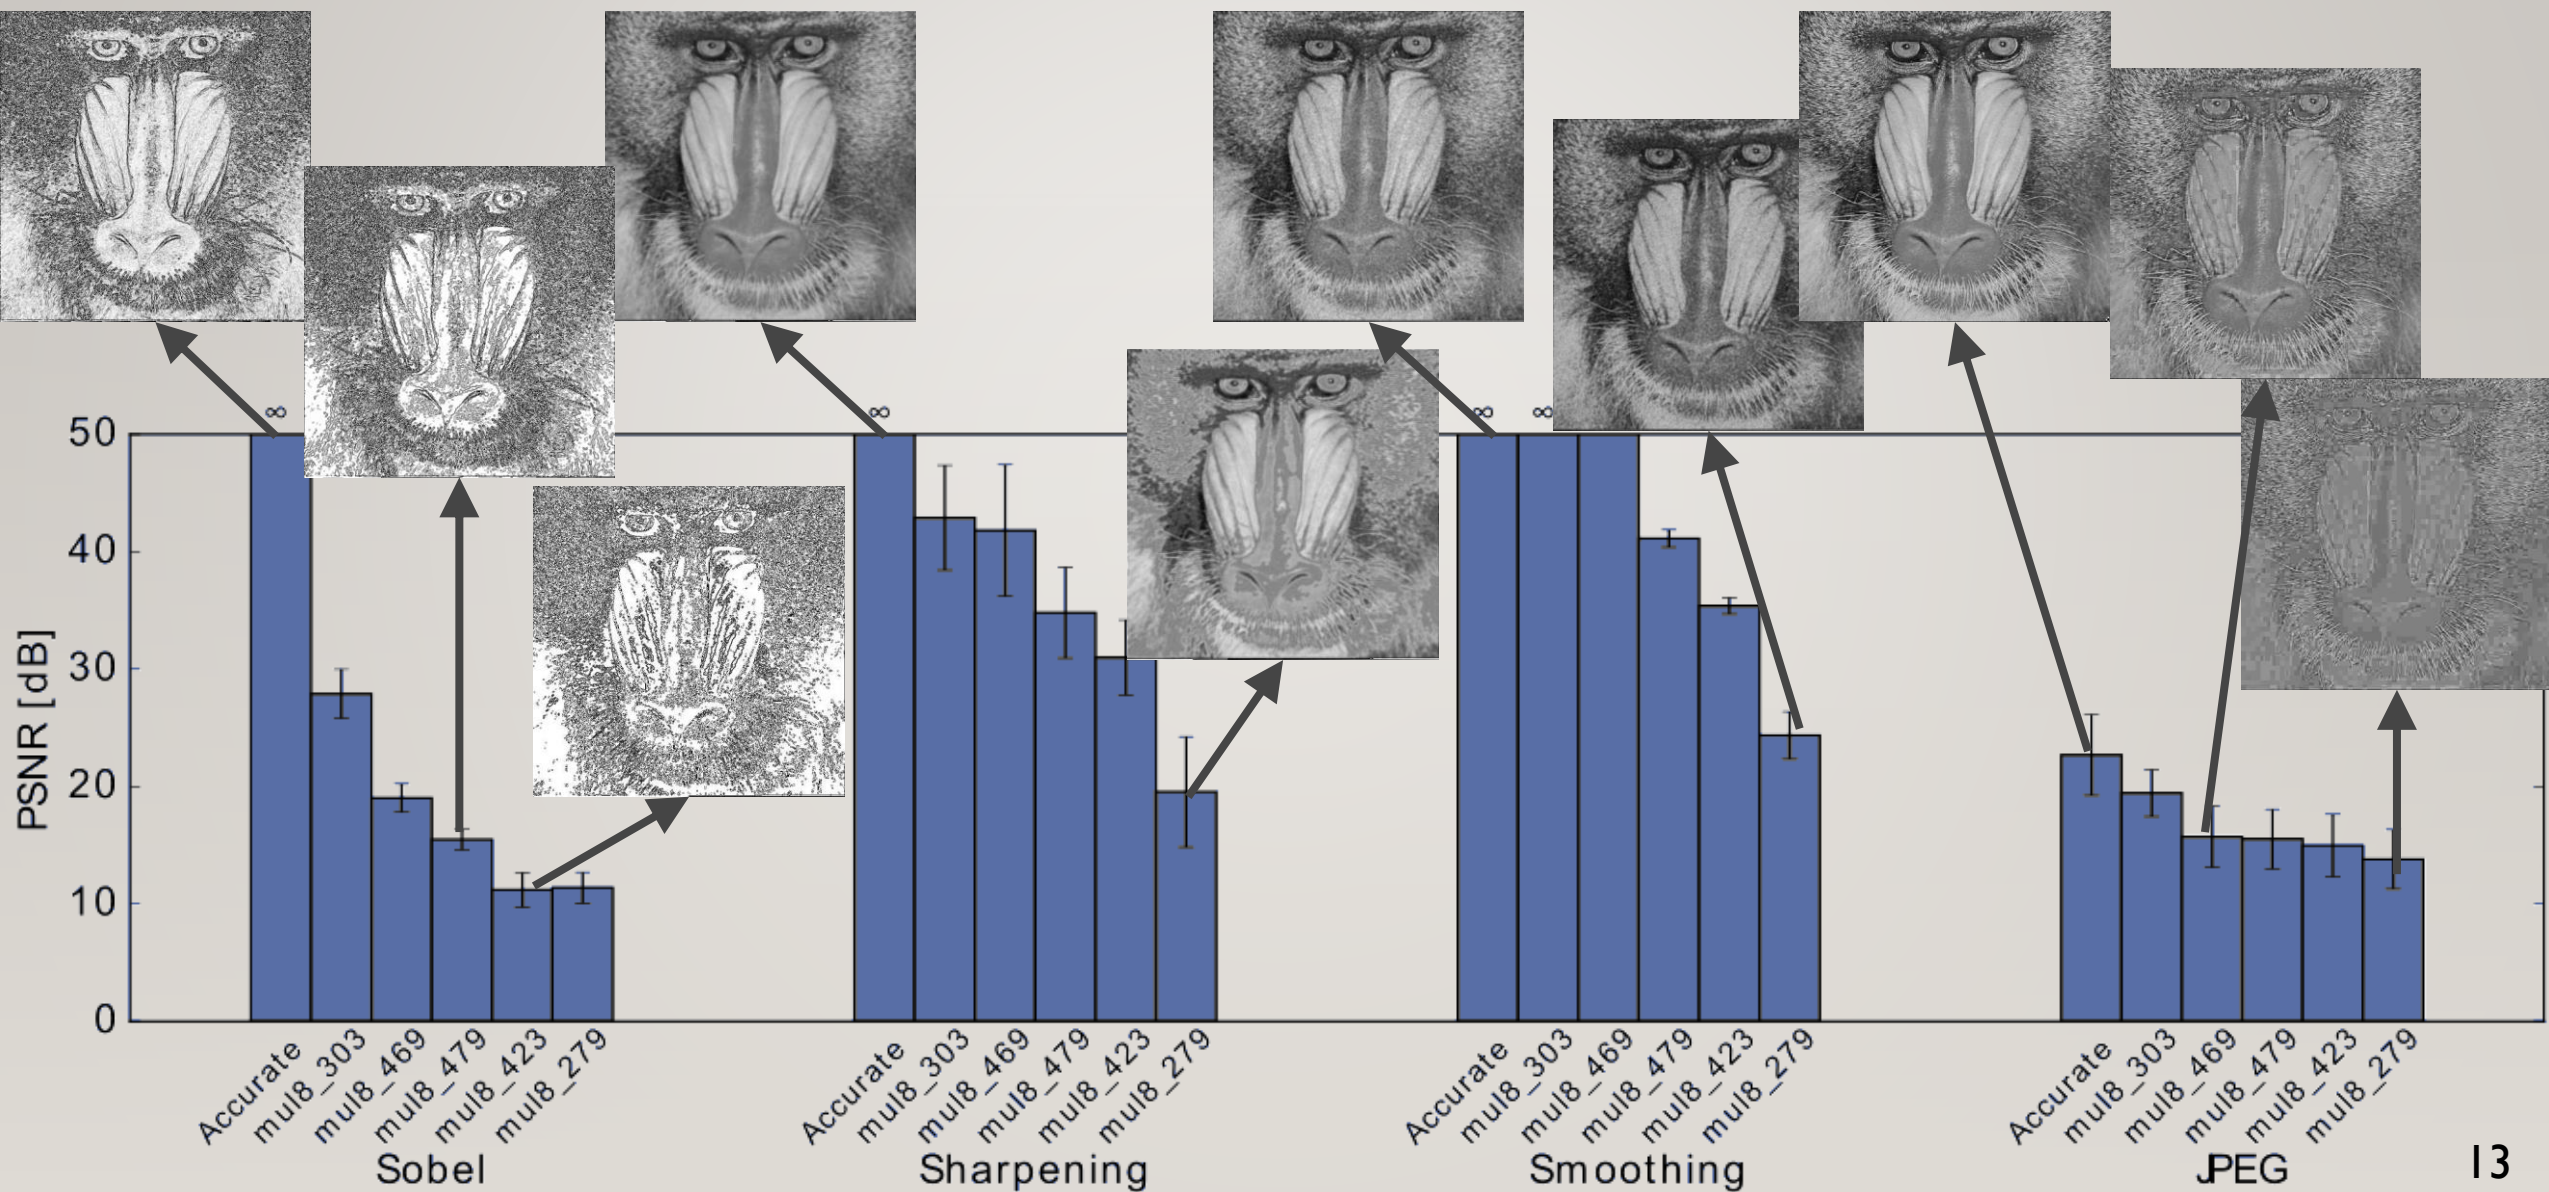 ∞
∞
∞
∞
50
40
30
20
10
0
PSNR [dB]
Accurate
mul8_303
mul8_469
mul8_479
mul8_423
mul8_279
Sobel
Accurate
mul8_303
mul8_469
mul8_479
mul8_423
mul8_279
Sharpening
Accurate
mul8_303
mul8_469
mul8_479
mul8_423
mul8_279
Smoothing
Accurate
mul8_303
mul8_469
mul8_479
mul8_423
mul8_279
JPEG
13